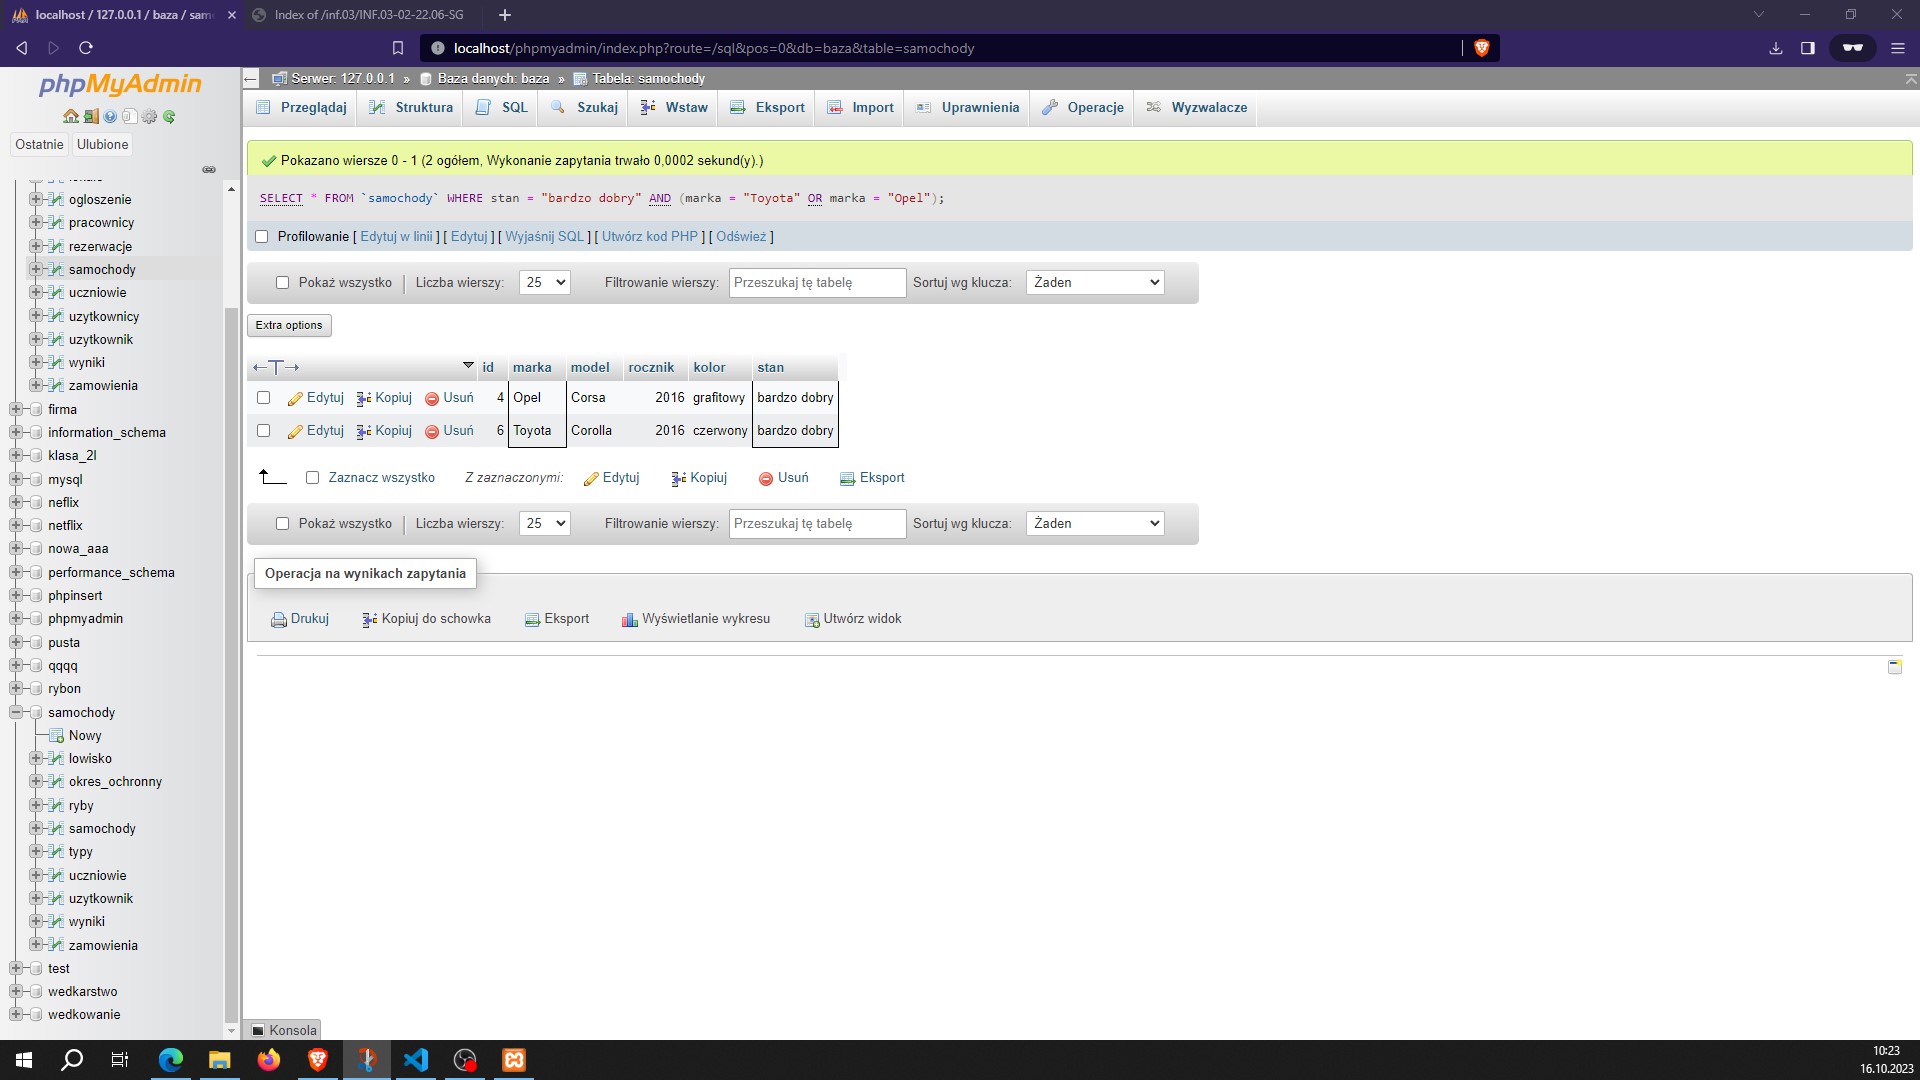 localhost / 127.0.0.1 / baza / samo
Index of /inf.03/INF.03-02-22.06-SG
localhost/phpmyadmin/index.php?route=/sql&pos=0&db=baza&table=samochody
phpMyAdmin
Ostatnie Ulubione
ogloszenie
pracownicy
rezerwacje
samochody
uczniowie
uzytkownicy
uzytkownik
wyniki
zamowienia
firma
information_schema
klasa_2l
mysql
neflix
netflix
nowa_aaa
performance_schema
phpinsert
phpmyadmin
pusta
qqqq
rybon
samochody
Nowy
lowisko
okres_ochronny
ryby
samochody
typy
uczniowie
uzytkownik
wyniki
zamowienia
test
wedkarstwo
wedkowanie
Serwer: 127.0.0.1 » Baza danych: baza » Tabela: samochody
Przeglądaj Struktura SQL Szukaj Wstaw Eksport Import Uprawnienia Operacje Wyzwalacze
Pokazano wiersze 0 - 1 (2 ogółem, Wykonanie zapytania trwało 0,0002 sekund(y).)
SELECT * FROM `samochody` WHERE stan = "bardzo dobry" AND (marka = "Toyota" OR marka = "Opel");
Profilowanie [ Edytuj w linii ] [ Edytuj ] [ Wyjaśnij SQL ] [ Utwórz kod PHP ] [ Odśwież ]
Pokaż wszystko | Liczba wierszy: 25 Filtrowanie wierszy: Przeszukaj tę tabelę Sortuj wg klucza: Żaden
Extra options
←T→ id marka model rocznik kolor stan
Edytuj Kopiuj Usuń 4 Opel Corsa 2016 grafitowy bardzo dobry
Edytuj Kopiuj Usuń 6 Toyota Corolla 2016 czerwony bardzo dobry
Zaznacz wszystko Z zaznaczonymi: Edytuj Kopiuj Usuń Eksport
Pokaż wszystko | Liczba wierszy: 25 Filtrowanie wierszy: Przeszukaj tę tabelę Sortuj wg klucza: Żaden
Operacja na wynikach zapytania
Drukuj Kopiuj do schowka Eksport Wyświetlanie wykresu Utwórz widok
Konsola
10:23
16.10.2023